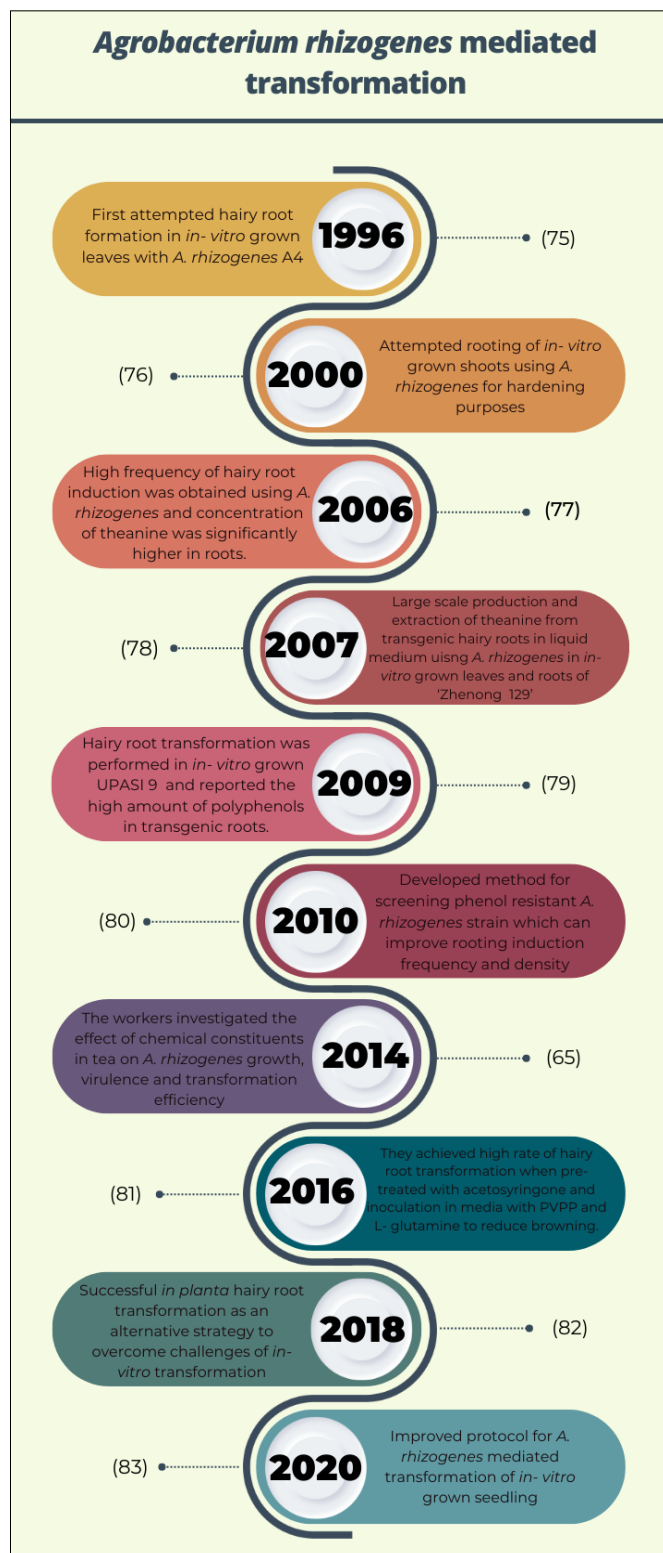 Agrobacterium rhizogenes mediated
transformation
First attempted hairy root
formation in in- vitro grown
leaves with A. rhizogenes A4
1996
(75)
(76)
2000
Attempted rooting of in- vitro
grown shoots using A.
rhizogenes for hardening
purposes
High frequency of hairy root
induction was obtained using A.
rhizogenes and concentration
of theanine was significantly
higher in roots.
2006
(77)
(78)
2007
Large scale production and
extraction of theanine from
transgenic hairy roots in liquid
medium uisng A. rhizogenes in in-
vitro grown leaves and roots of
‘Zhenong 129’
Hairy root transformation was
performed in in- vitro grown
UPASI 9 and reported the
high amount of polyphenols
in transgenic roots.
2009
(79)
(80)
2010
Developed method for
screening phenol resistant A.
rhizogenes strain which can
improve rooting induction
frequency and density
The workers investigated the
effect of chemical constituents
in tea on A. rhizogenes growth,
virulence and transformation
efficiency
2014
(65)
(81)
2016
They achieved high rate of hairy
root transformation when pre-
treated with acetosyringone and
inoculation in media with PVPP and
L- glutamine to reduce browning.
Successful in planta hairy root
transformation as an
alternative strategy to
overcome challenges of in-
vitro transformation
2018
(82)
(83)
2020
Improved protocol for A.
rhizogenes mediated
transformation of in- vitro
grown seedling